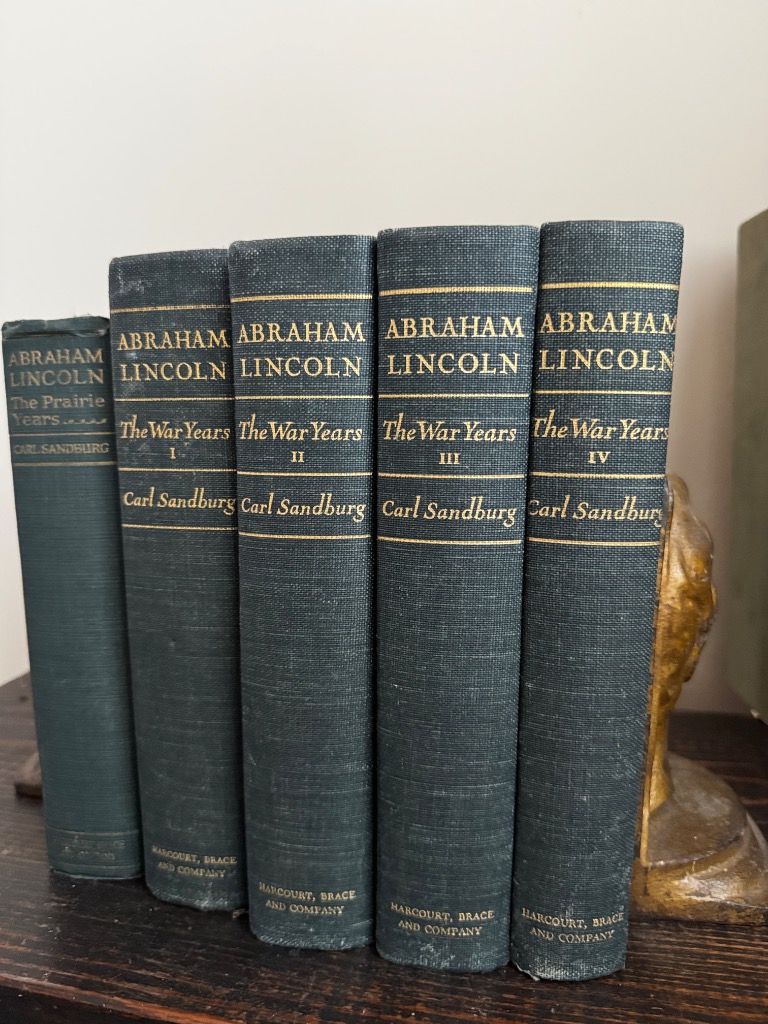 ABRAHAM
LINCOLN
The Prairie
Years
CARL SANDBURG
ABRAHAM
LINCOLN
The War Years
I
Carl Sandburg
HARCOURT, BRACE
AND COMPANY
ABRAHAM
LINCOLN
The War Years
II
Carl Sandburg
HARCOURT, BRACE
AND COMPANY
ABRAHAM
LINCOLN
The War Years
III
Carl Sandburg
HARCOURT, BRACE
AND COMPANY
ABRAHAM
LINCOLN
The War Years
IV
Carl Sandburg
HARCOURT, BRACE
AND COMPANY